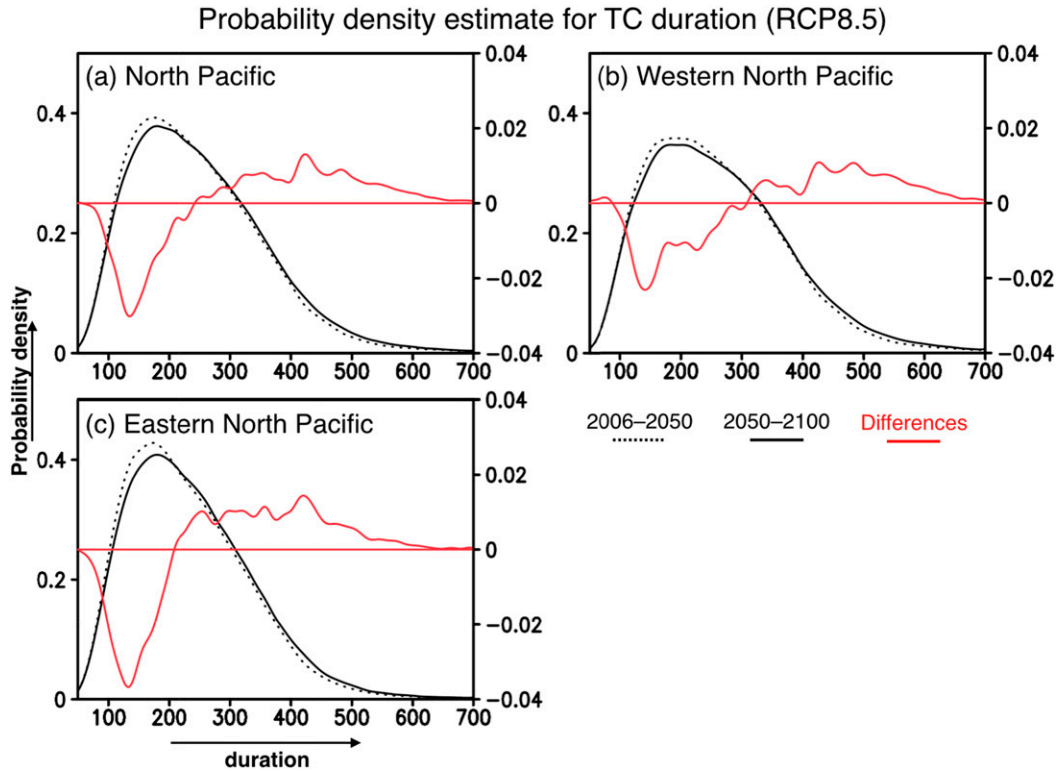 Probability density estimate for TC duration (RCP8.5)
(a) North Pacific
0.4
0.2
0
0.04
0.02
0
−0.02
−0.04
100 200 300 400 500 600 700
(b) Western North Pacific
0.4
0.2
0
0.04
0.02
0
−0.02
−0.04
100 200 300 400 500 600 700
(c) Eastern North Pacific
0.4
0.2
0
0.04
0.02
0
−0.02
−0.04
100 200 300 400 500 600 700
2006−2050 2050−2100 Differences
Probability density
duration